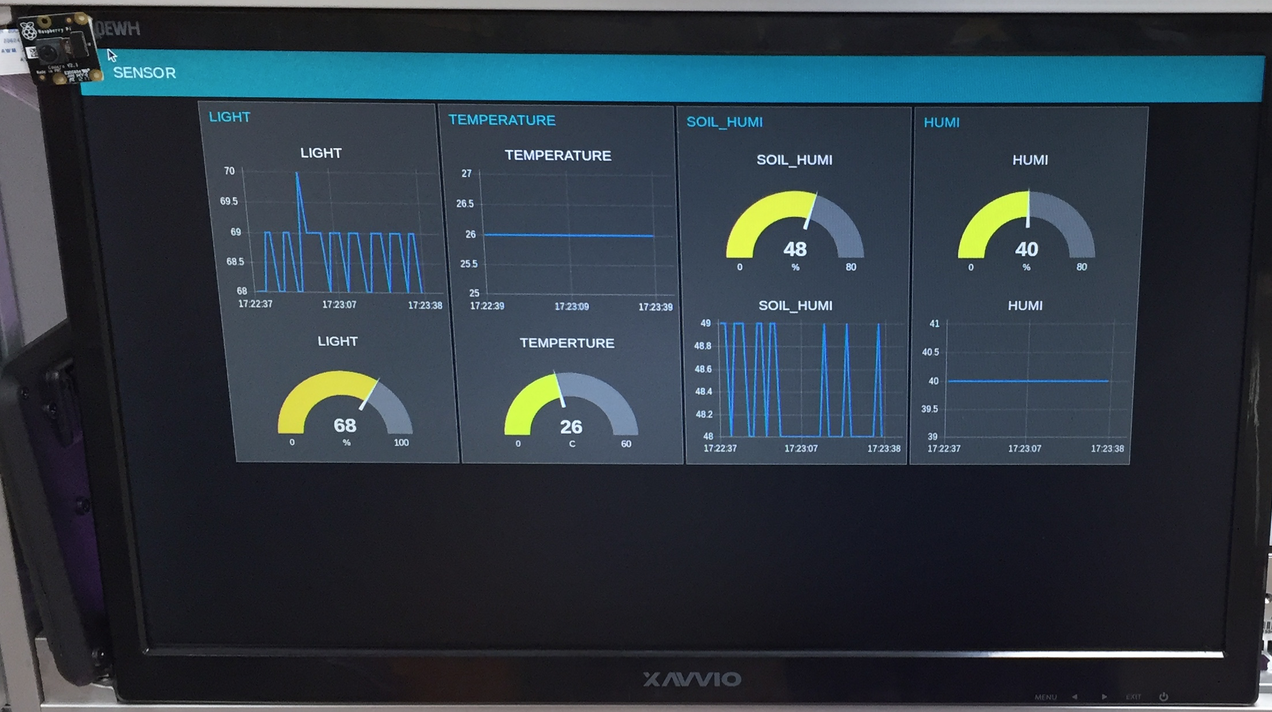 Raspberry Pi
SENSOR
LIGHT
LIGHT
70
69.5
69
68.5
68
17:22:37
17:23:07
17:23:38
LIGHT
68
0
%
100
TEMPERATURE
TEMPERATURE
27
26.5
26
25.5
25
17:22:39
17:23:09
17:23:39
TEMPERTURE
26
0
C
60
SOIL_HUMI
SOIL_HUMI
48
0
%
80
SOIL_HUMI
49
48.8
48.6
48.4
48.2
48
17:22:37
17:23:07
17:23:38
HUMI
HUMI
40
0
%
80
HUMI
41
40.5
40
39.5
39
17:22:37
17:23:07
17:23:38
XAVVIO
MENU
EXIT